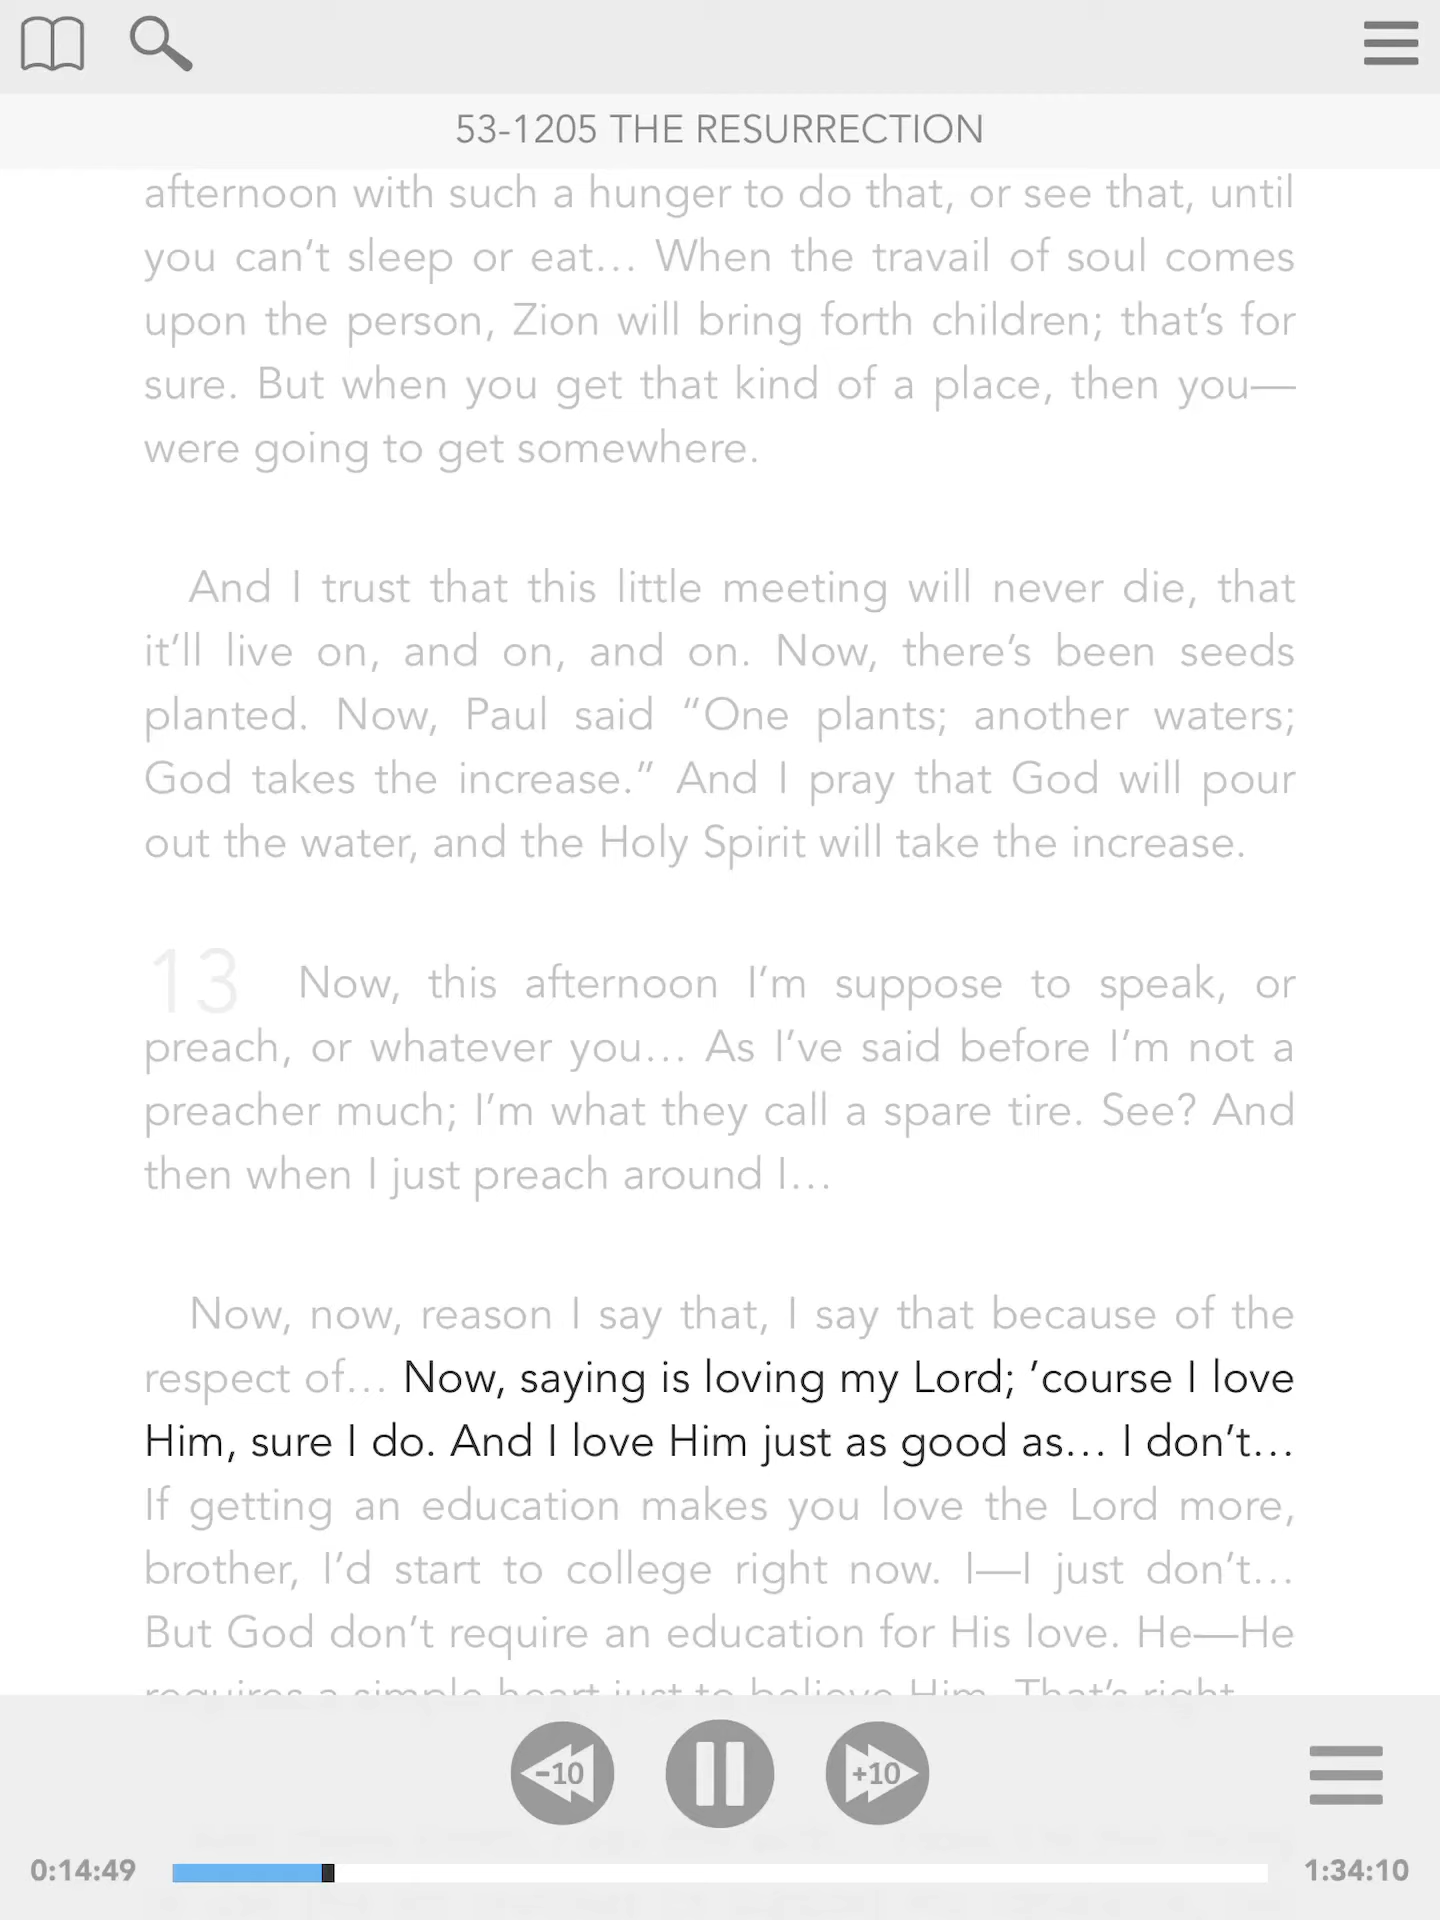 53-1205 THE RESURRECTION
afternoon with such a hunger to do that, or see that, until
you can’t sleep or eat… When the travail of soul comes
upon the person, Zion will bring forth children; that’s for
sure. But when you get that kind of a place, then you—
were going to get somewhere.
And I trust that this little meeting will never die, that
it’ll live on, and on, and on. Now, there’s been seeds
planted. Now, Paul said “One plants; another waters;
God takes the increase.” And I pray that God will pour
out the water, and the Holy Spirit will take the increase.
13 Now, this afternoon I’m suppose to speak, or
preach, or whatever you… As I’ve said before I’m not a
preacher much; I’m what they call a spare tire. See? And
then when I just preach around I…
Now, now, reason I say that, I say that because of the
respect of… Now, saying is loving my Lord; ’course I love
Him, sure I do. And I love Him just as good as… I don’t…
If getting an education makes you love the Lord more,
brother, I’d start to college right now. I—I just don’t…
But God don’t require an education for His love. He—He
requires a simple heart just to believe Him. That’s right.
-10
+10
0:14:49
1:34:10